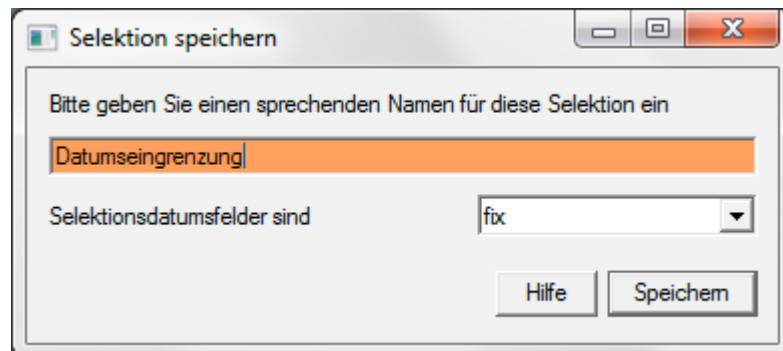 Selektion speichern
Bitte geben Sie einen sprechenden Namen für diese Selektion ein
Datumseingrenzung
Selektionsdatumsfelder sind
fix
Hilfe
Speichern